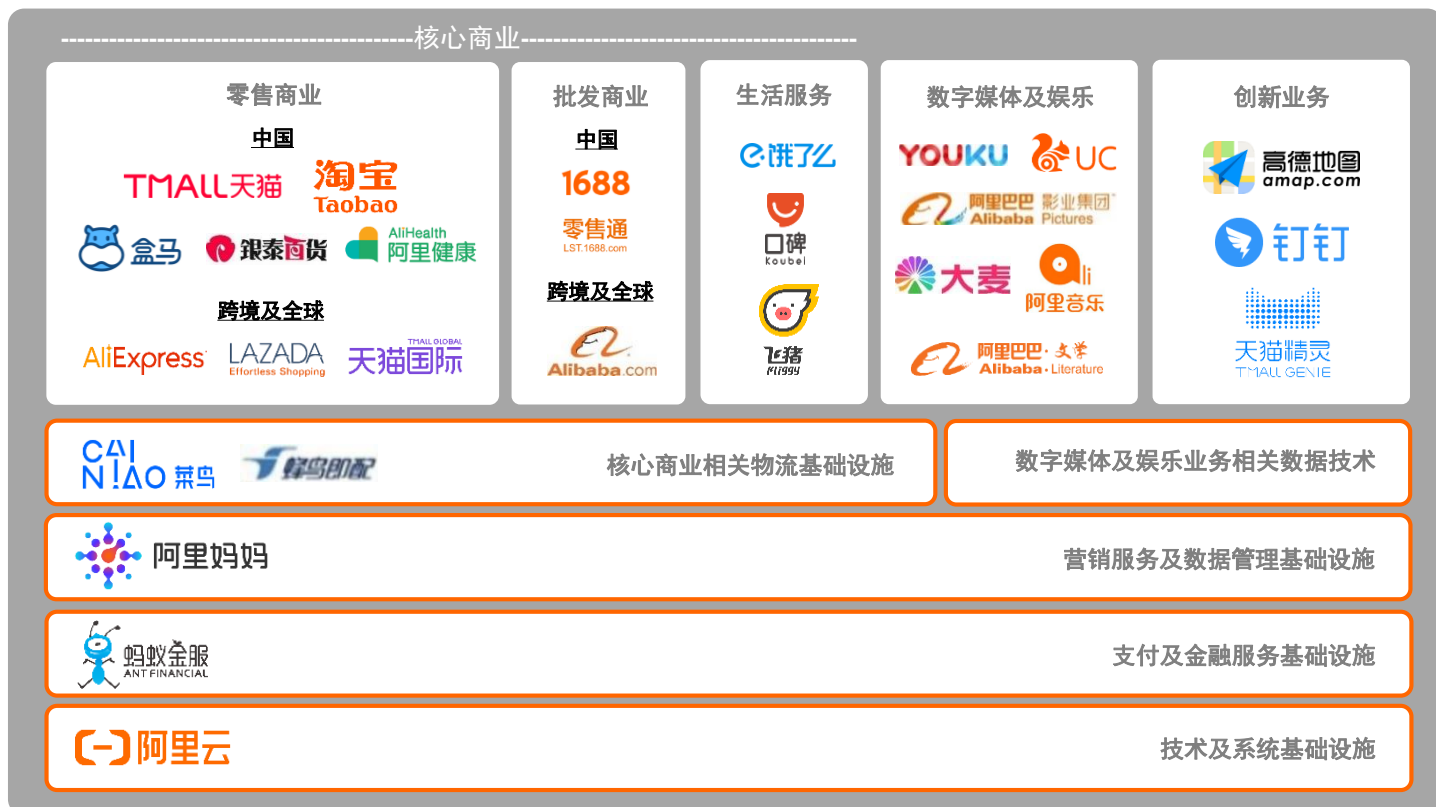 核心商业
零售商业
中国
TMALL天猫
淘宝
Taobao
盒马
银泰百货
AliHealth
阿里健康
跨境及全球
AliExpress
LAZADA
Effortless Shopping
TMALL GLOBAL
天猫国际
批发商业
中国
1688
零售通
LST.1688.com
跨境及全球
Alibaba.com
生活服务
饿了么
口碑
Koubei
飞猪
Fliggy
数字媒体及娱乐
YOUKU
UC
阿里巴巴 影业集团
Alibaba Pictures
大麦
ali
阿里音乐
阿里巴巴·文学
Alibaba·Literature
创新业务
高德地图
amap.com
钉钉
天猫精灵
TMALL GENIE
CAI
NIAO 菜鸟
蜂鸟即配
核心商业相关物流基础设施
数字媒体及娱乐业务相关数据技术
阿里妈妈
营销服务及数据管理基础设施
蚂蚁金服
ANT FINANCIAL
支付及金融服务基础设施
阿里云
技术及系统基础设施